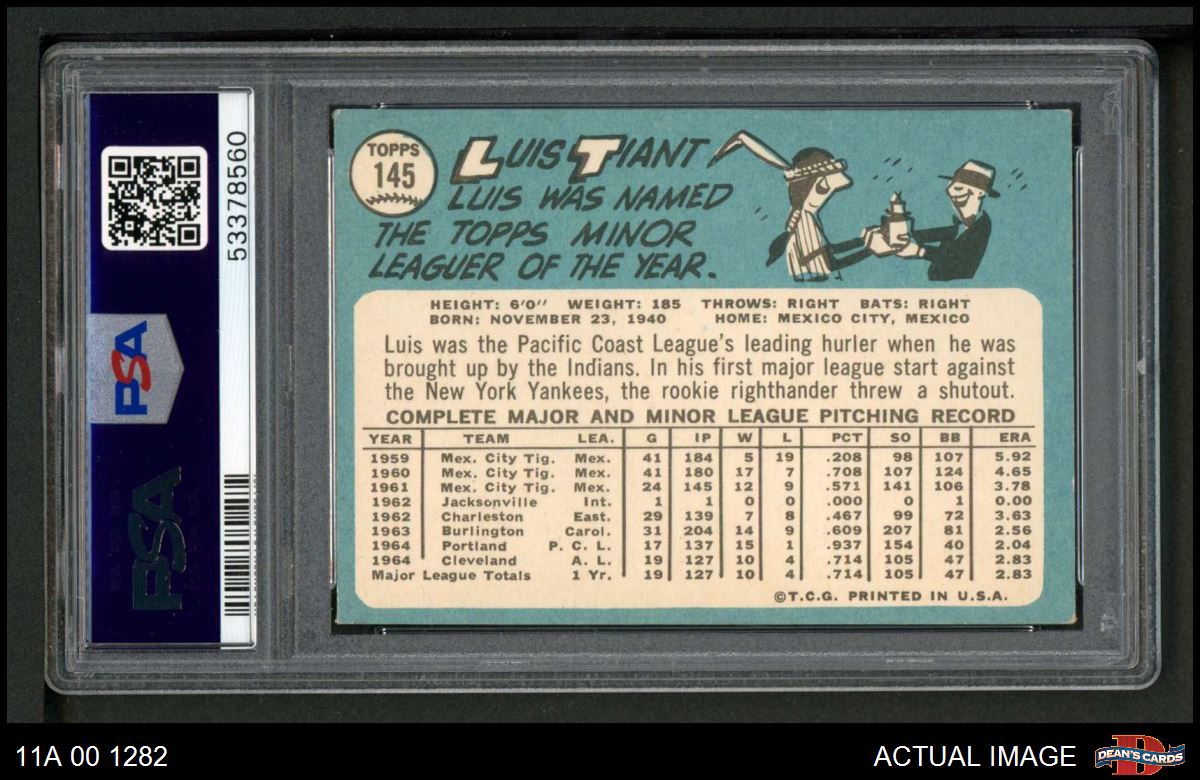 53378560
PSA
PSA
TOPPS
145
LUIS TIANT
LUIS WAS NAMED
THE TOPPS MINOR
LEAGUER OF THE YEAR.
HEIGHT: 6'0" WEIGHT: 185 THROWS: RIGHT BATS: RIGHT
BORN: NOVEMBER 23, 1940 HOME: MEXICO CITY, MEXICO
Luis was the Pacific Coast League's leading hurler when he was
brought up by the Indians. In his first major league start against
the New York Yankees, the rookie righthander threw a shutout.
COMPLETE MAJOR AND MINOR LEAGUE PITCHING RECORD
YEAR TEAM LEA. G IP W L PCT SO BB ERA
1959 Mex. City Tig. Mex. 41 184 5 19 .208 98 107 5.92
1960 Mex. City Tig. Mex. 41 180 17 7 .708 107 124 4.65
1961 Mex. City Tig. Mex. 24 145 12 9 .571 141 106 3.78
1962 Jacksonville Int. 1 1 0 0 .000 0 1 0.00
1962 Charleston East. 29 139 7 8 .467 99 72 3.63
1963 Burlington Carol. 31 204 14 9 .609 207 81 2.56
1964 Portland P. C. L. 17 137 15 1 .937 154 40 2.04
1964 Cleveland A. L. 19 127 10 4 .714 105 47 2.83
Major League Totals 1 Yr. 19 127 10 4 .714 105 47 2.83
©T.C.G. PRINTED IN U.S.A.
11A 00 1282
ACTUAL IMAGE
DEAN'S CARDS